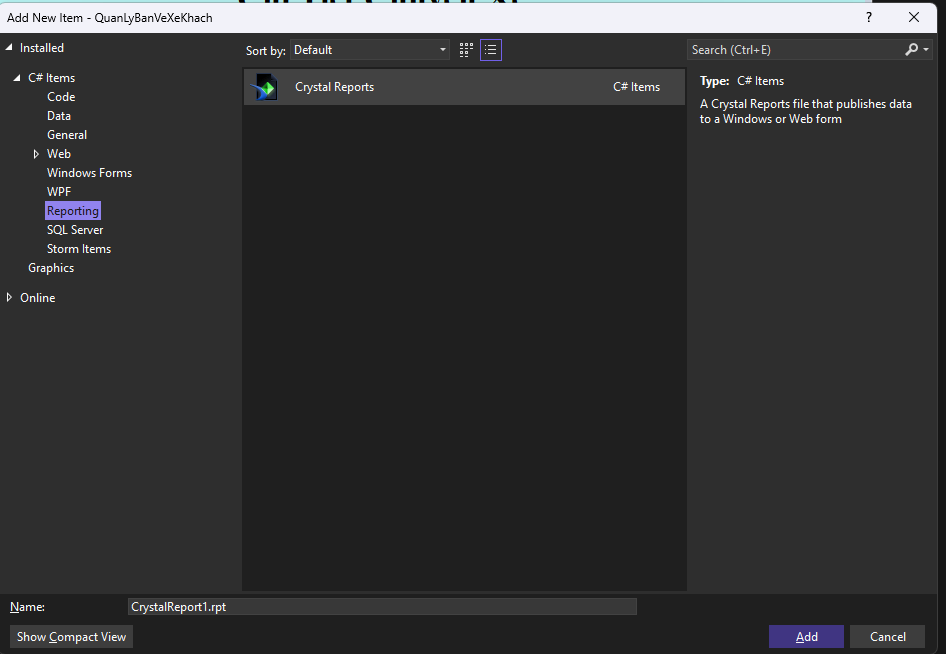 Add New Item - QuanLyBanVeXeKhach
?
Installed
Sort by:
Default
Search (Ctrl+E)
C# Items
Code
Data
General
Web
Windows Forms
WPF
Reporting
SQL Server
Storm Items
Graphics
Online
Crystal Reports
C# Items
Type: C# Items
A Crystal Reports file that publishes data
to a Windows or Web form
Name:
CrystalReport1.rpt
Show Compact View
Add
Cancel